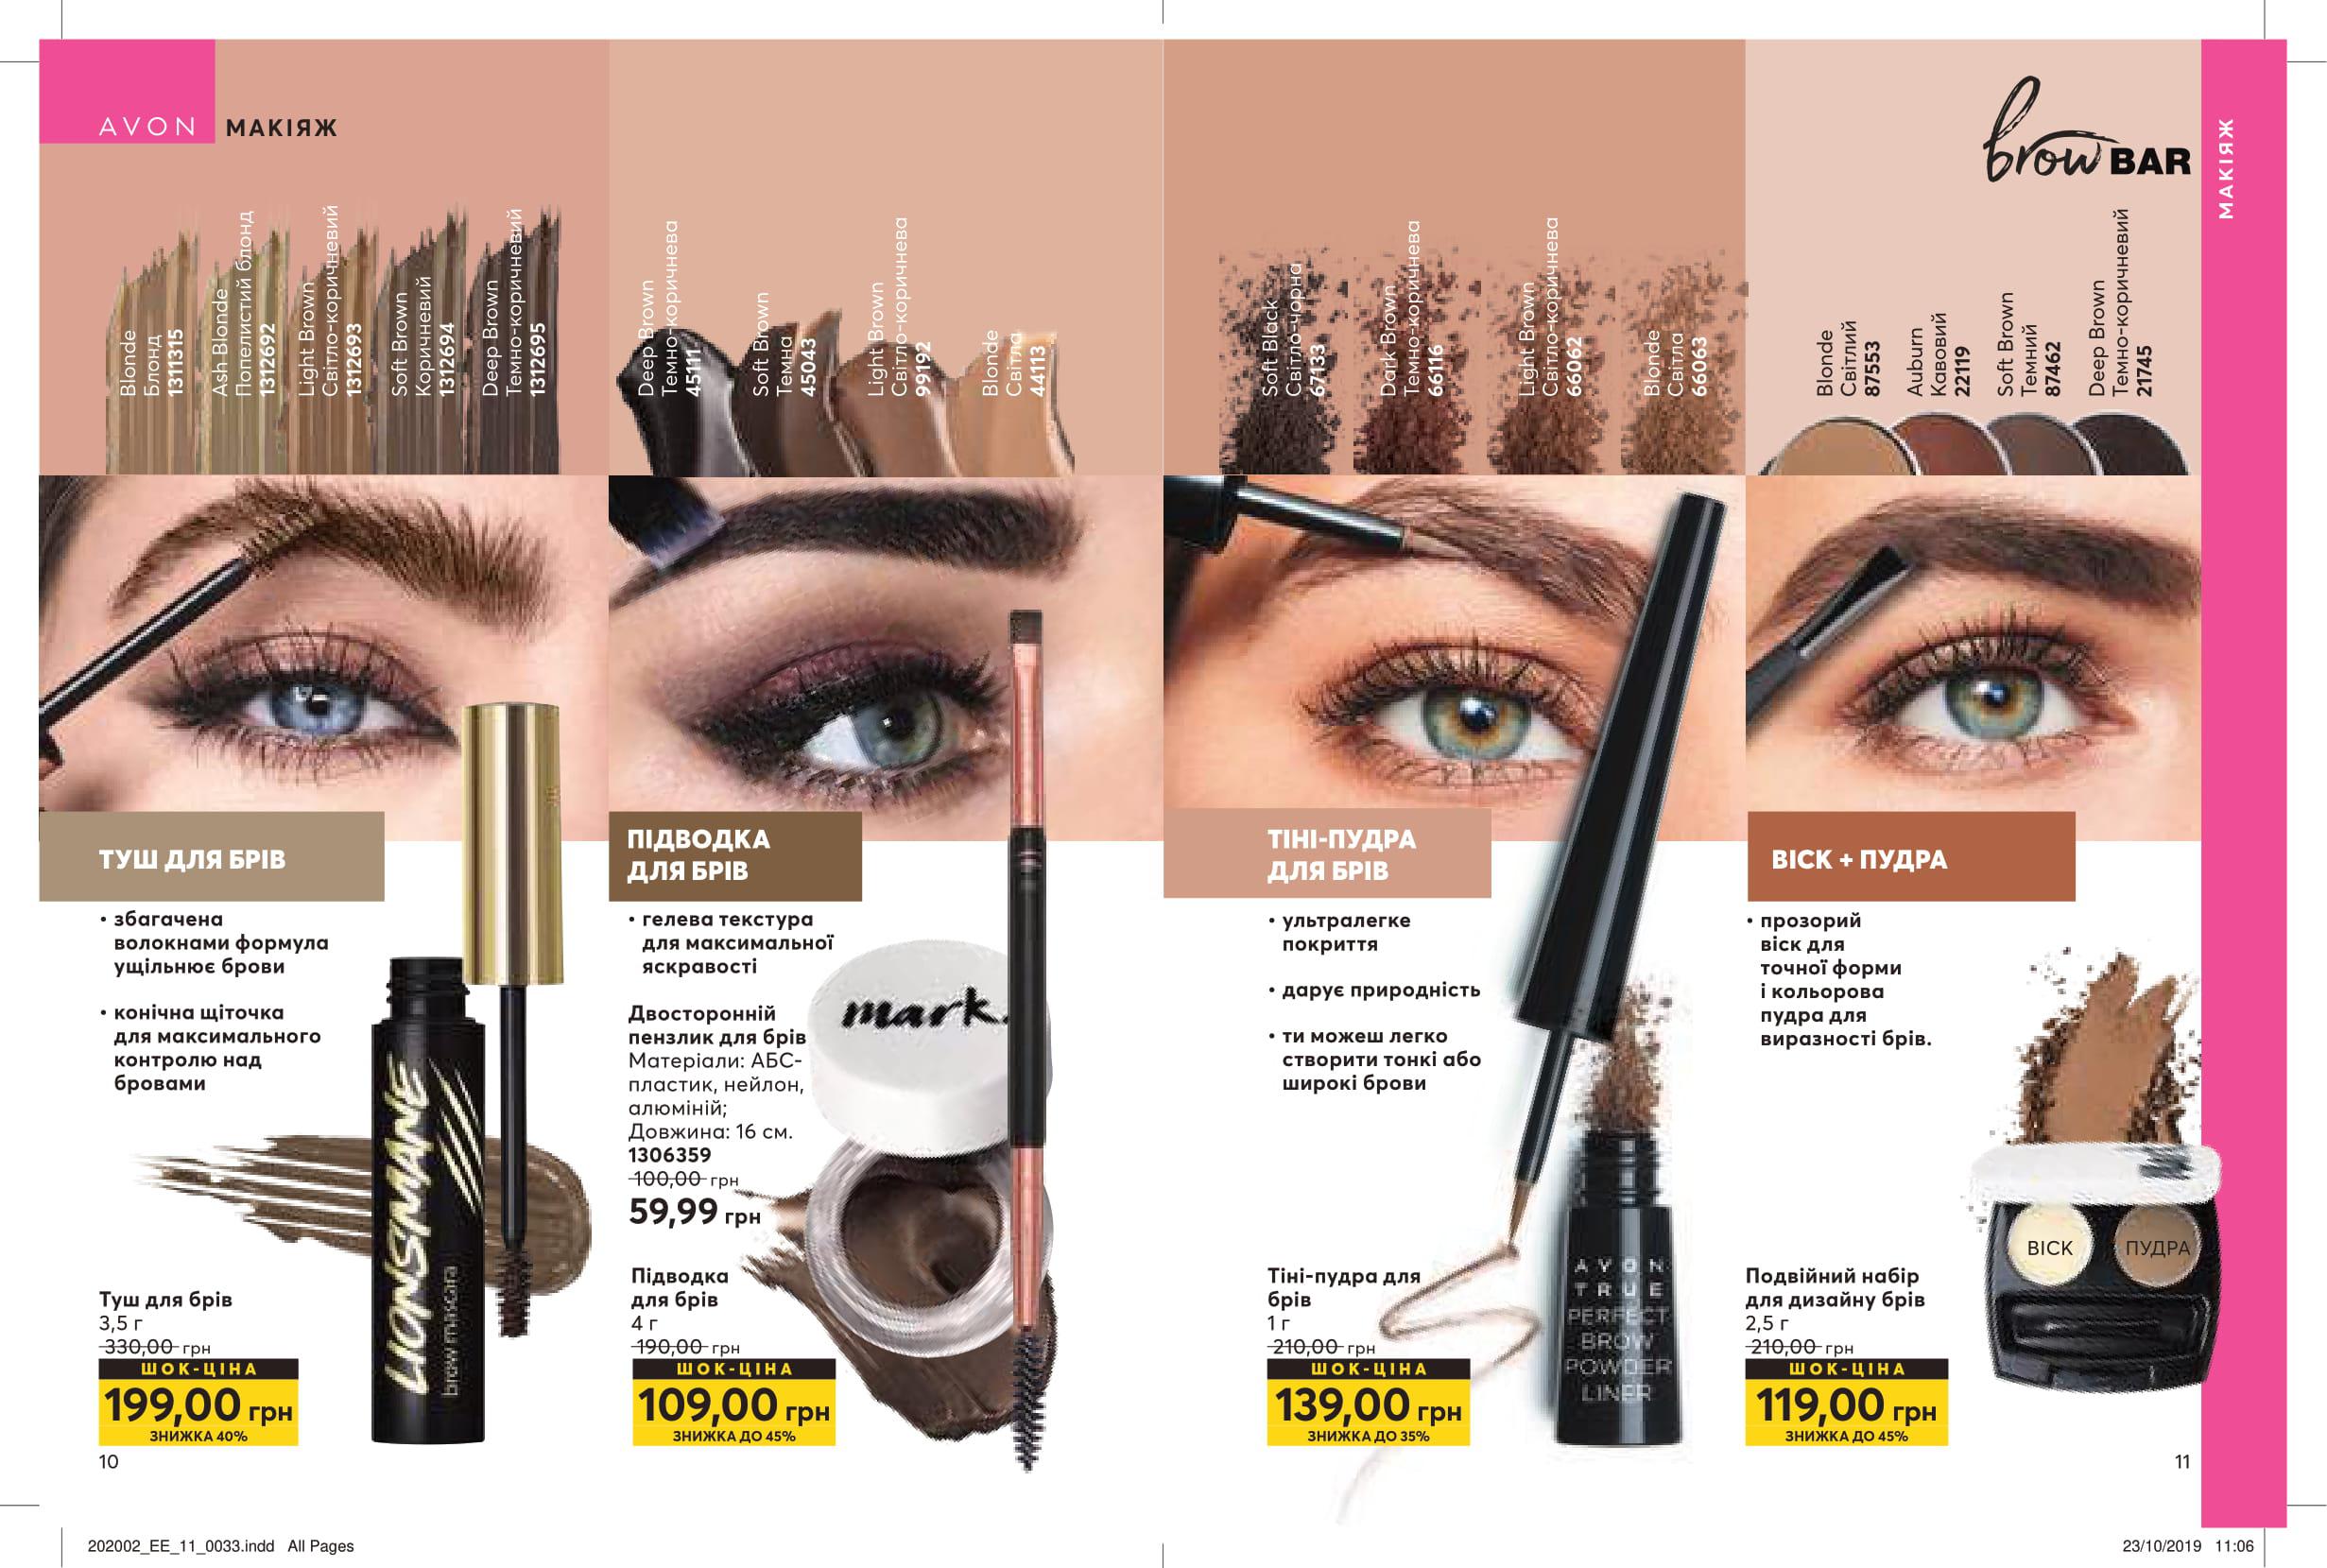 AVON МАКІЯЖ
brow BAR
МАКІЯЖ
Blonde
Блонд
1311315
Ash Blonde
Попелистий блонд
1312692
Light Brown
Світло-коричневий
1312693
Soft Brown
Коричневий
1312694
Deep Brown
Темно-коричневий
1312695
Deep Brown
Темно-коричнева
45111
Soft Brown
Темна
45043
Light Brown
Світло-коричнева
99192
Blonde
Світла
44113
Soft Black
Світло-чорна
67133
Dark Brown
Темно-коричнева
66116
Light Brown
Світло-коричнева
66062
Blonde
Світла
66063
Blonde
Світлий
87553
Auburn
Кавовий
22119
Soft Brown
Темний
87462
Deep Brown
Темно-коричневий
21745
ТУШ ДЛЯ БРІВ
• збагачена
волокнами формула
ущільнює брови
• конічна щіточка
для максимального
контролю над
бровами
LIONSMANE
brow mascara
Туш для брів
3,5 г
330,00 грн
ШОК-ЦІНА
199,00 грн
ЗНИЖКА 40%
10
ПІДВОДКА
ДЛЯ БРІВ
• гелева текстура
для максимальної
яскравості
Двосторонній
пензлик для брів
Матеріали: АБС-
пластик, нейлон,
алюміній;
Довжина: 16 см.
1306359
100,00 грн
59,99 грн
mark.
Підводка
для брів
4 г
190,00 грн
ШОК-ЦІНА
109,00 грн
ЗНИЖКА ДО 45%
ТІНІ-ПУДРА
ДЛЯ БРІВ
• ультралегке
покриття
• дарує природність
• ти можеш легко
створити тонкі або
широкі брови
AVON
TRUE
PERFECT
BROW
POWDER
LINER
Тіні-пудра для
брів
1 г
210,00 грн
ШОК-ЦІНА
139,00 грн
ЗНИЖКА ДО 35%
ВІСК + ПУДРА
• прозорий
віск для
точної форми
і кольорова
пудра для
виразності брів.
ВІСК ПУДРА
Подвійний набір
для дизайну брів
2,5 г
210,00 грн
ШОК-ЦІНА
119,00 грн
ЗНИЖКА ДО 45%
11
202002_EE_11_0033.indd All Pages
23/10/2019 11:06